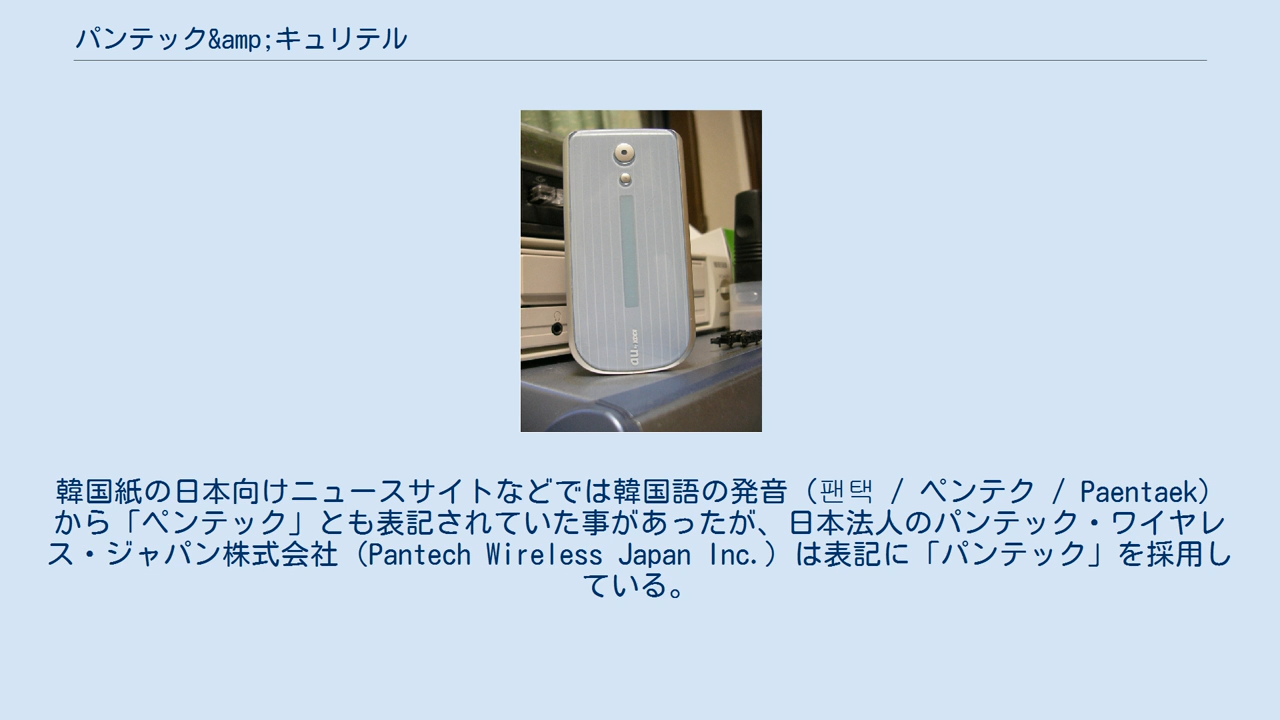 パンテック&amp;キュリテル
au
韓国紙の日本向けニュースサイトなどでは韓国語の発音（팬택 / ペンテク / Paentaek）
から「ペンテック」とも表記されていた事があったが、日本法人のパンテック・ワイヤレ
ス・ジャパン株式会社（Pantech Wireless Japan Inc.）は表記に「パンテック」を採用し
ている。